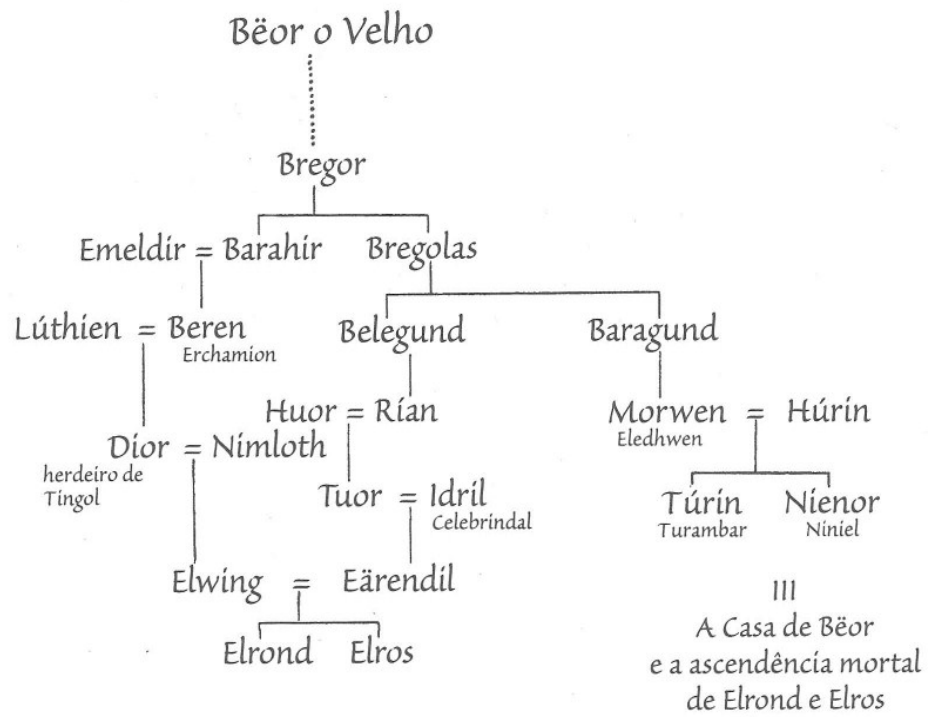 Bëor o Velho
Bregor
Emeldir = Barahir Bregolas
Lúthien = Beren Belegund Baragund
Erchamion
Huor = Rían Morwen = Húrin
Eledhwen
Dior = Nimloth
herdeiro de
Tingol
Tuor = Idril Túrin Nienor
Celebrindal Turambar Níniel
Elwing = Eärendil
Elrond Elros
III
A Casa de Bëor
e a ascendência mortal
de Elrond e Elros